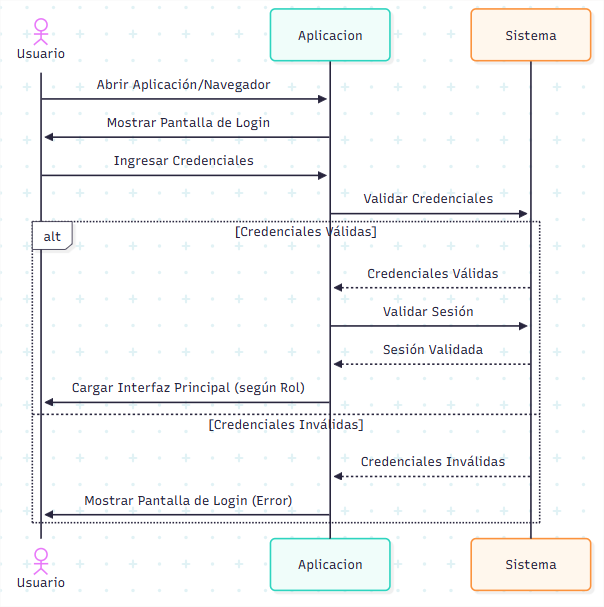 Usuario
Aplicacion
Sistema
Abrir Aplicación/Navegador
Mostrar Pantalla de Login
Ingresar Credenciales
Validar Credenciales
alt
[Credenciales Válidas]
Credenciales Válidas
Validar Sesión
Sesión Validada
Cargar Interfaz Principal (según Rol)
[Credenciales Inválidas]
Credenciales Inválidas
Mostrar Pantalla de Login (Error)
Usuario
Aplicacion
Sistema